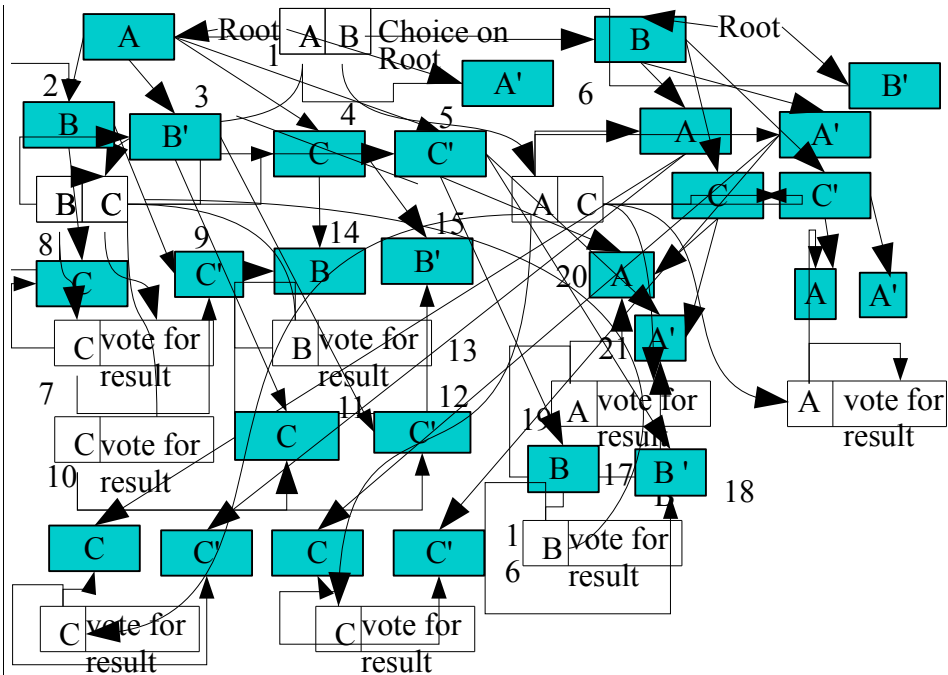 A
Root
A B
Choice on
Root
1
B
Root
A'
B'
2
B
3
B'
4
C
5
C'
6
A
A'
B C
A C
C
C'
8
C
9
C'
14
B
15
B'
20
A
A
A'
21
A'
C vote for
result
B vote for
result
13
7
A vote for
result
A vote for
result
C vote for
result
10
C
11
C'
12
19
B
17
B '
B
18
C
C'
C
C'
1
6
B vote for
result
C vote for
result
C vote for
result